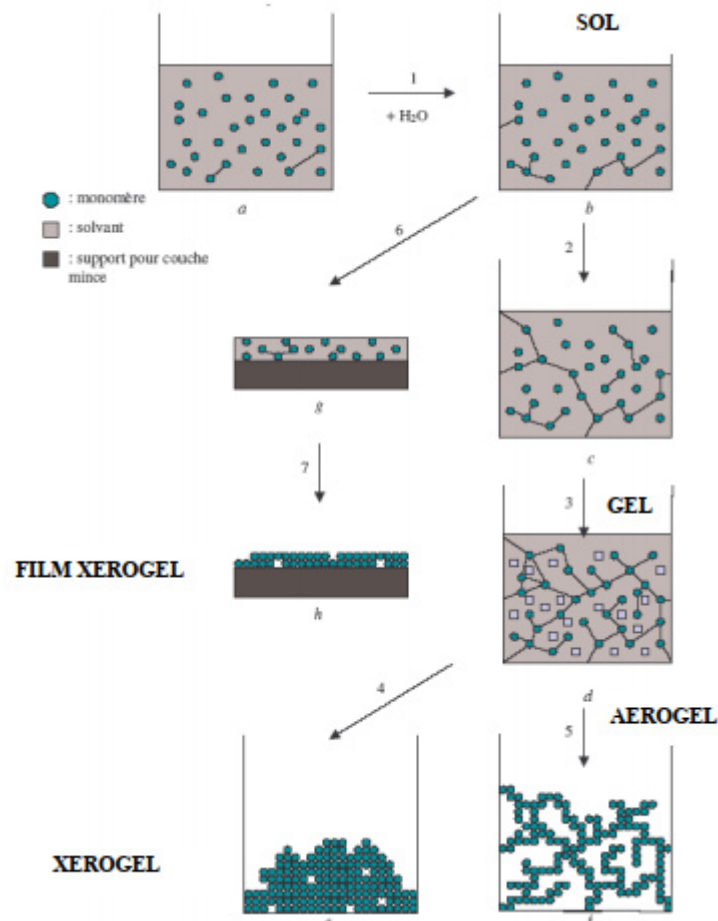 SOL
1
+ H2O
a
b
: monomère
: solvant
: support pour couche
mince
6
2
g
c
7
3
GEL
FILM XEROGEL
h
d
4
5
AEROGEL
XEROGEL